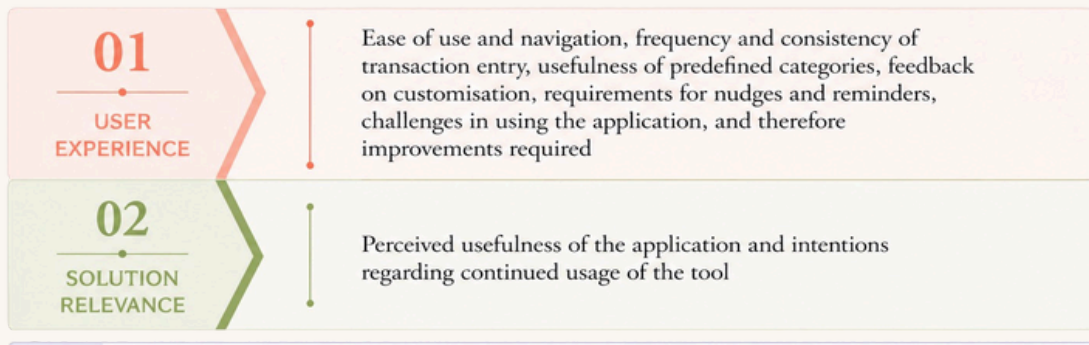 01
USER
EXPERIENCE
Ease of use and navigation, frequency and consistency of
transaction entry, usefulness of predefined categories, feedback
on customisation, requirements for nudges and reminders,
challenges in using the application, and therefore
improvements required
02
SOLUTION
RELEVANCE
Perceived usefulness of the application and intentions
regarding continued usage of the tool